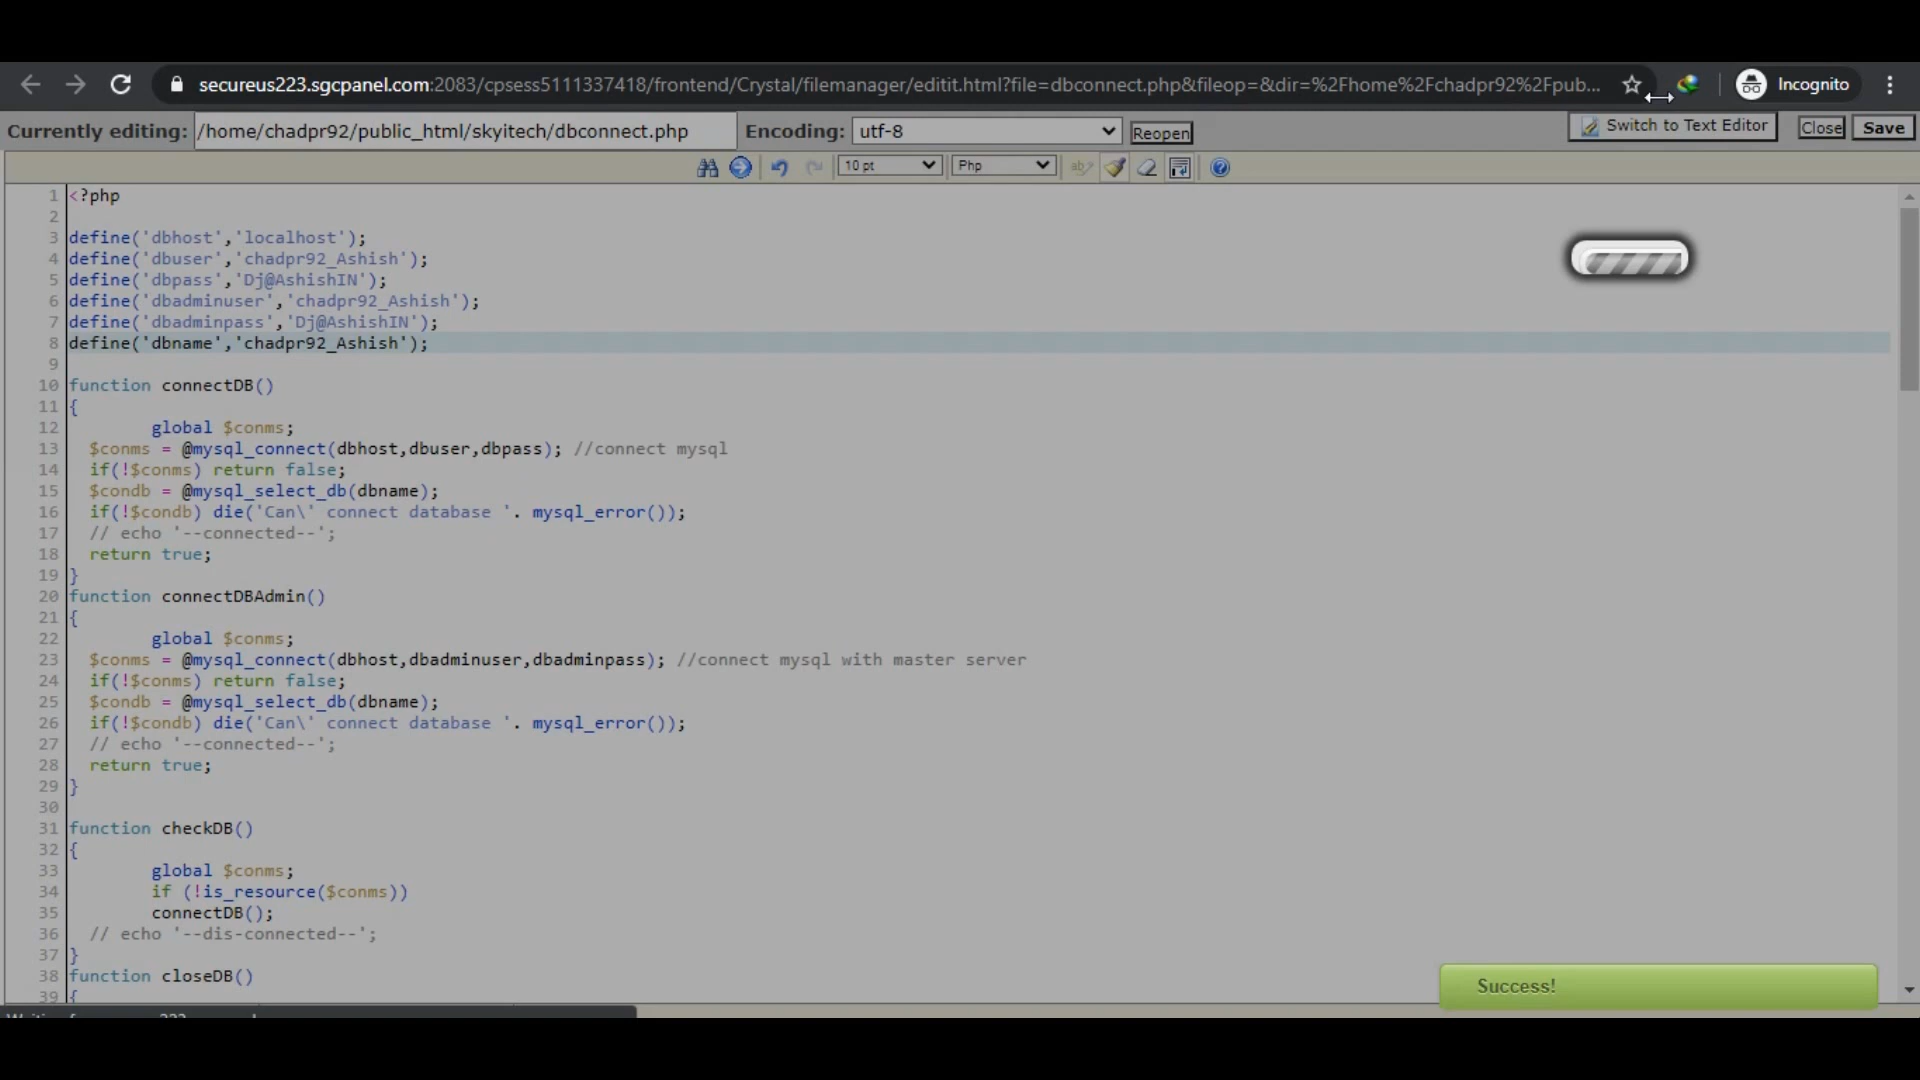 secureus223.sgcpanel.com:2083/cpsess5111337418/frontend/Crystal/filemanager/editit.html?file=dbconnect.php&fileop=&dir=%2Fhome%2Fchadpr92%2Fpub... Incognito
Currently editing: /home/chadpr92/public_html/skyitech/dbconnect.php Encoding: utf-8 Reopen Switch to Text Editor Close Save
10 pt Php
1 <?php
2
3 define('dbhost','localhost');
4 define('dbuser','chadpr92_Ashish');
5 define('dbpass','Dj@AshishIN');
6 define('dbadminuser','chadpr92_Ashish');
7 define('dbadminpass','Dj@AshishIN');
8 define('dbname','chadpr92_Ashish');
9
10 function connectDB()
11 {
12 global $conms;
13 $conms = @mysql_connect(dbhost,dbuser,dbpass); //connect mysql
14 if(!$conms) return false;
15 $condb = @mysql_select_db(dbname);
16 if(!$condb) die('Can\' connect database '. mysql_error());
17 // echo '--connected--';
18 return true;
19 }
20 function connectDBAdmin()
21 {
22 global $conms;
23 $conms = @mysql_connect(dbhost,dbadminuser,dbadminpass); //connect mysql with master server
24 if(!$conms) return false;
25 $condb = @mysql_select_db(dbname);
26 if(!$condb) die('Can\' connect database '. mysql_error());
27 // echo '--connected--';
28 return true;
29 }
30
31 function checkDB()
32 {
33 global $conms;
34 if (!is_resource($conms))
35 connectDB();
36 // echo '--dis-connected--';
37 }
38 function closeDB()
39 {
Success!